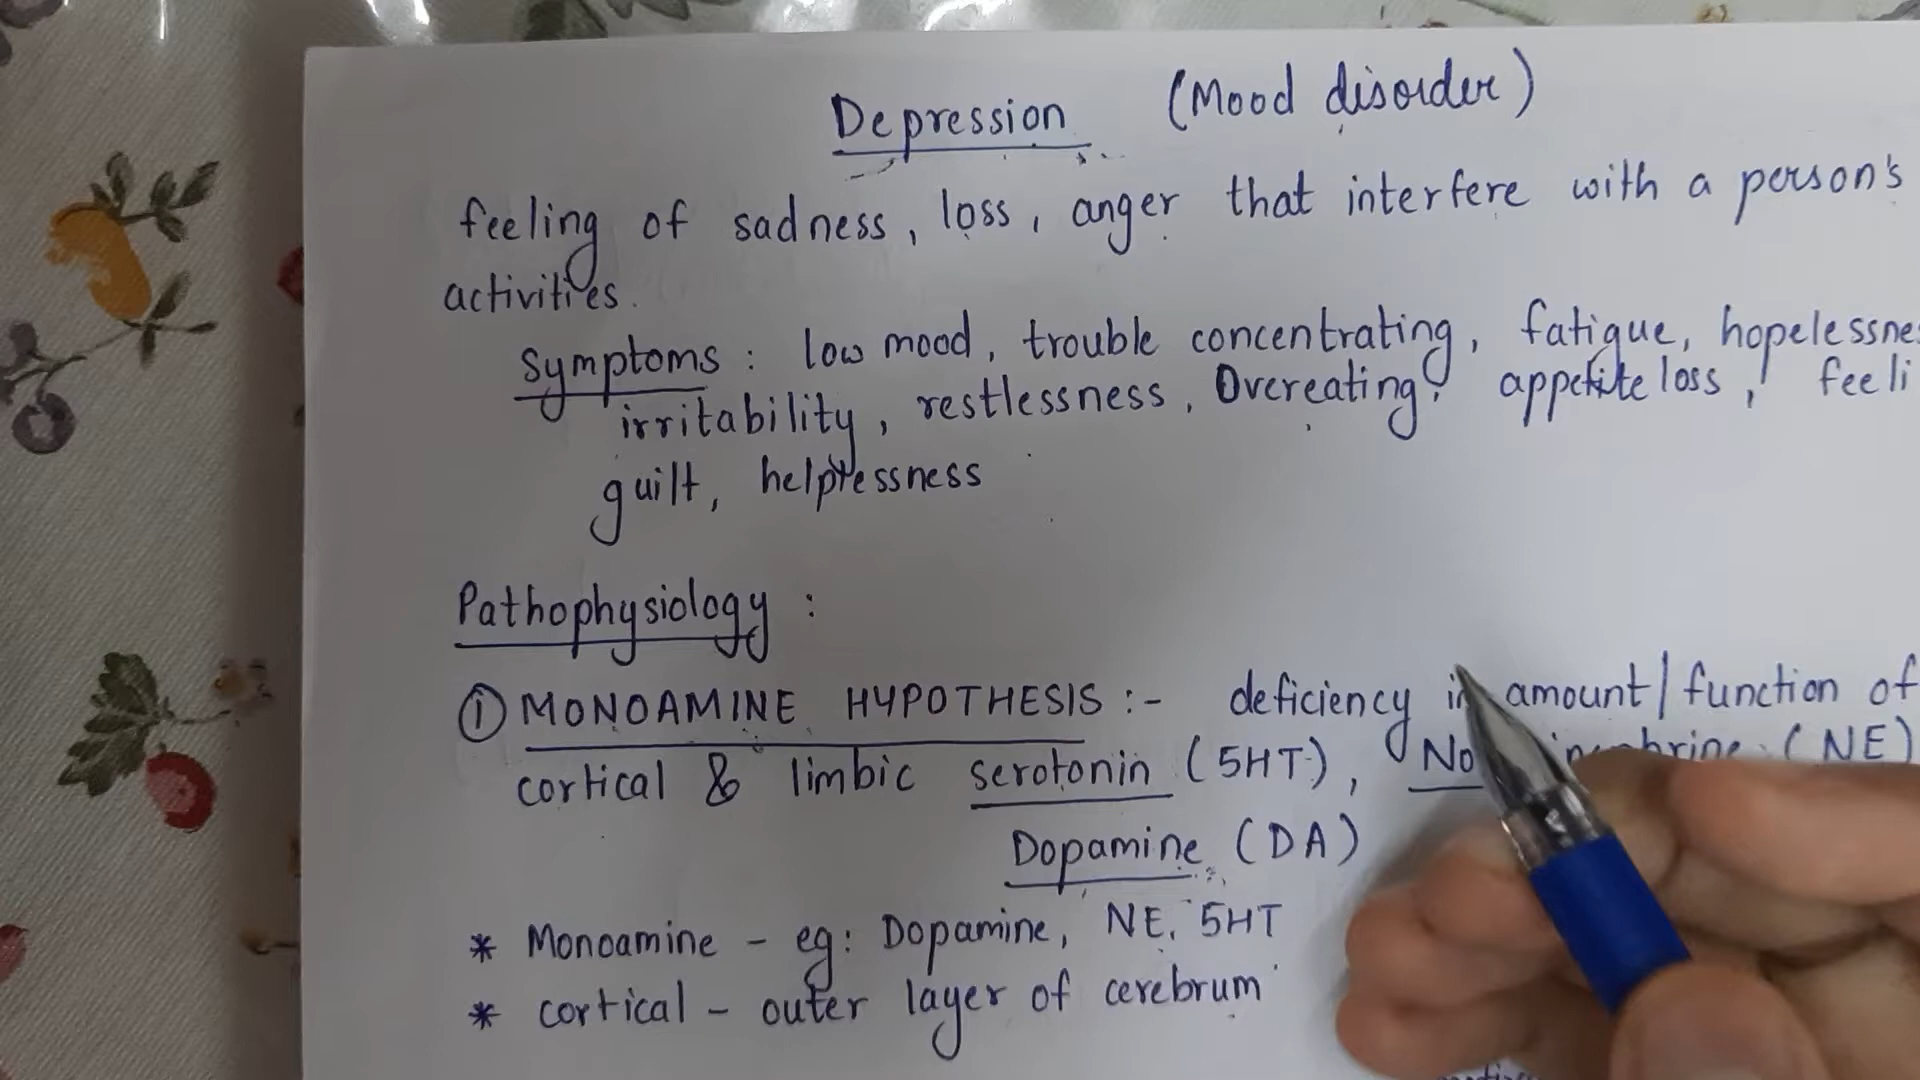 Depression (Mood disorder)
feeling of sadness, loss, anger that interfere with a person's
activities.
Symptoms : low mood, trouble concentrating, fatigue,
irritability, restlessness, Overeating, appetite loss,
guilt, helplessness
Pathophysiology :
① MONOAMINE HYPOTHESIS :- deficiency in amount/function of
cortical & limbic serotonin (5HT), (NE)
Dopamine (DA)
* Monoamine - eg: Dopamine, NE, 5HT
* cortical - outer layer of cerebrum